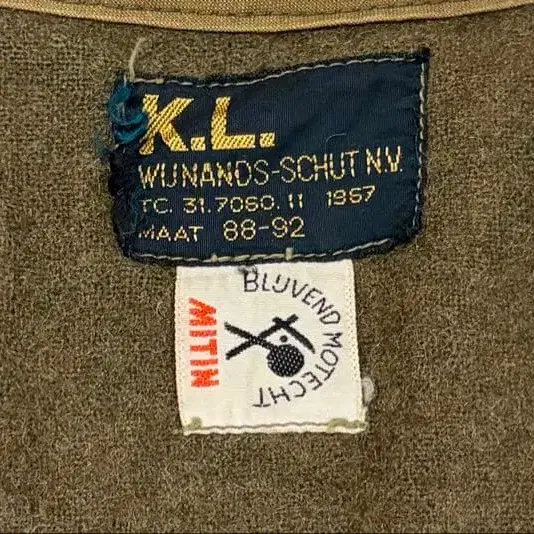 K.L.
WIJNANDS-SCHUT N.V.
TC. 31.7060.11 1967
MAAT 88-92
BLIJVEND MOTECHT
MITIN